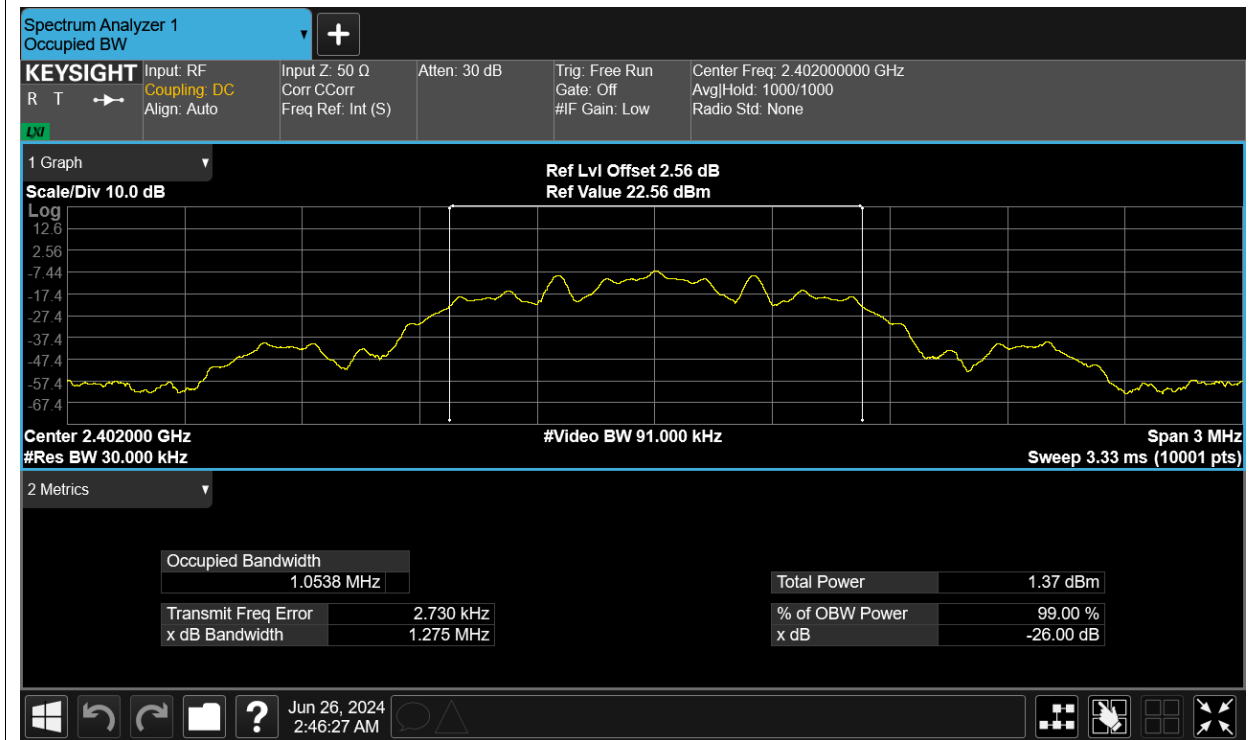 Spectrum Analyzer 1
Occupied BW
KEYSIGHT
R T
LXI
Input: RF
Coupling: DC
Align: Auto
Input Z: 50 Ω
Corr CCorr
Freq Ref: Int (S)
Atten: 30 dB
Trig: Free Run
Gate: Off
#IF Gain: Low
Center Freq: 2.402000000 GHz
Avg|Hold: 1000/1000
Radio Std: None
1 Graph
Scale/Div 10.0 dB
Ref Lvl Offset 2.56 dB
Ref Value 22.56 dBm
Log
12.6
2.56
-7.44
-17.4
-27.4
-37.4
-47.4
-57.4
-67.4
Center 2.402000 GHz
#Video BW 91.000 kHz
Span 3 MHz
#Res BW 30.000 kHz
Sweep 3.33 ms (10001 pts)
2 Metrics
Occupied Bandwidth
1.0538 MHz
Total Power 1.37 dBm
Transmit Freq Error 2.730 kHz
% of OBW Power 99.00 %
x dB Bandwidth 1.275 MHz
x dB -26.00 dB
?
Jun 26, 2024
2:46:27 AM